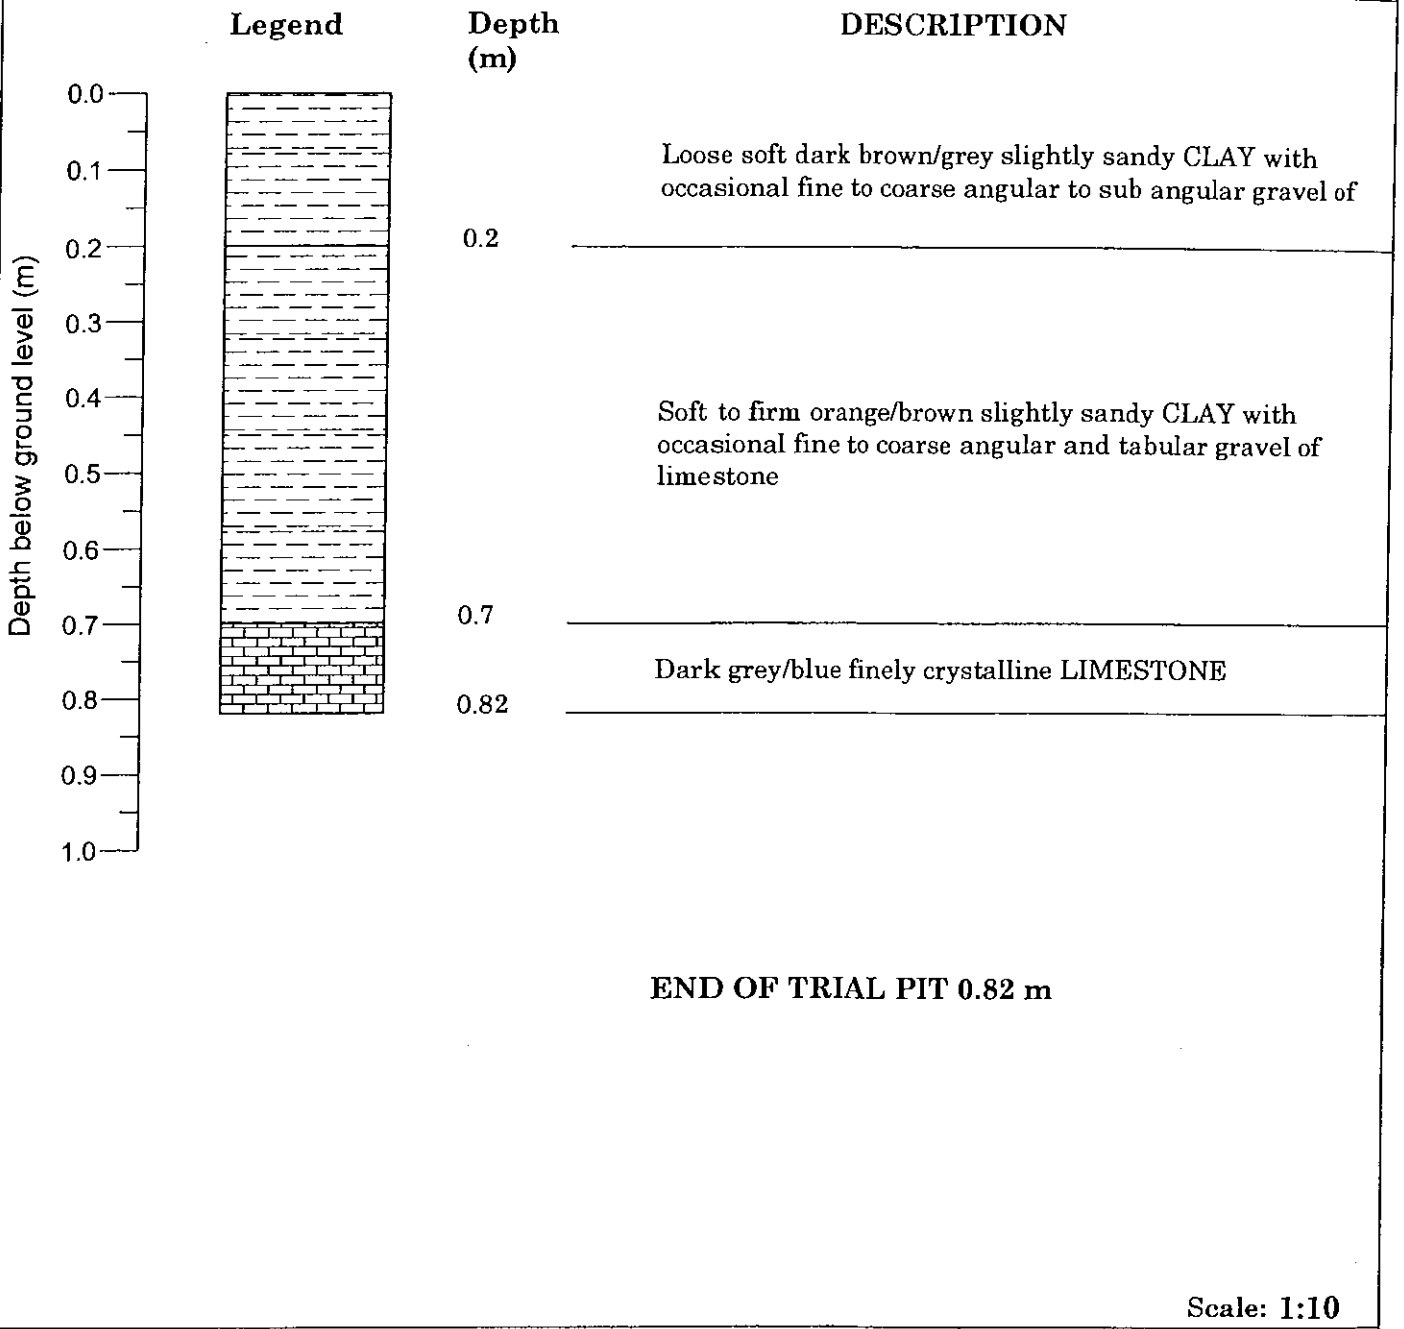 Legend
Depth
(m)
DESCRIPTION
Depth below ground level (m)
0.0
0.1
0.2
0.3
0.4
0.5
0.6
0.7
0.8
0.9
1.0
Loose soft dark brown/grey slightly sandy CLAY with
occasional fine to coarse angular to sub angular gravel of
0.2
Soft to firm orange/brown slightly sandy CLAY with
occasional fine to coarse angular and tabular gravel of
limestone
0.7
Dark grey/blue finely crystalline LIMESTONE
0.82
END OF TRIAL PIT 0.82 m
Scale: 1:10